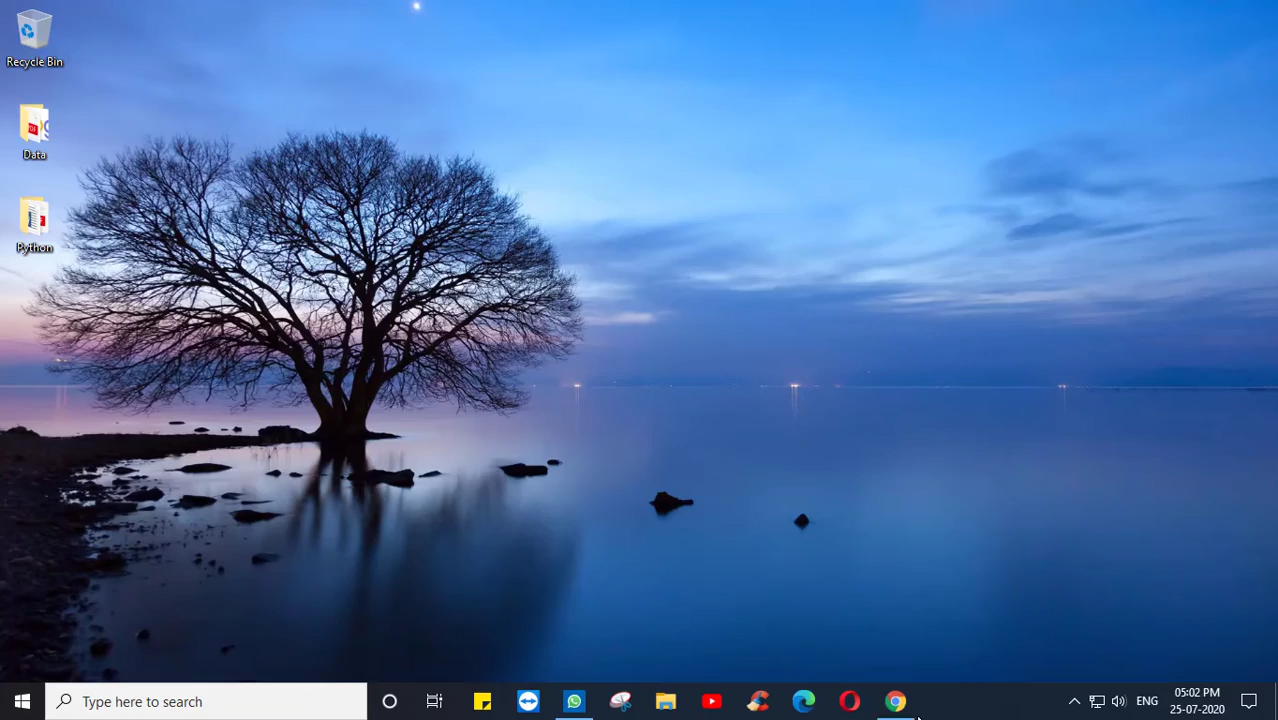 Recycle Bin
Data
Python
Type here to search
ENG
05:02 PM
25-07-2020